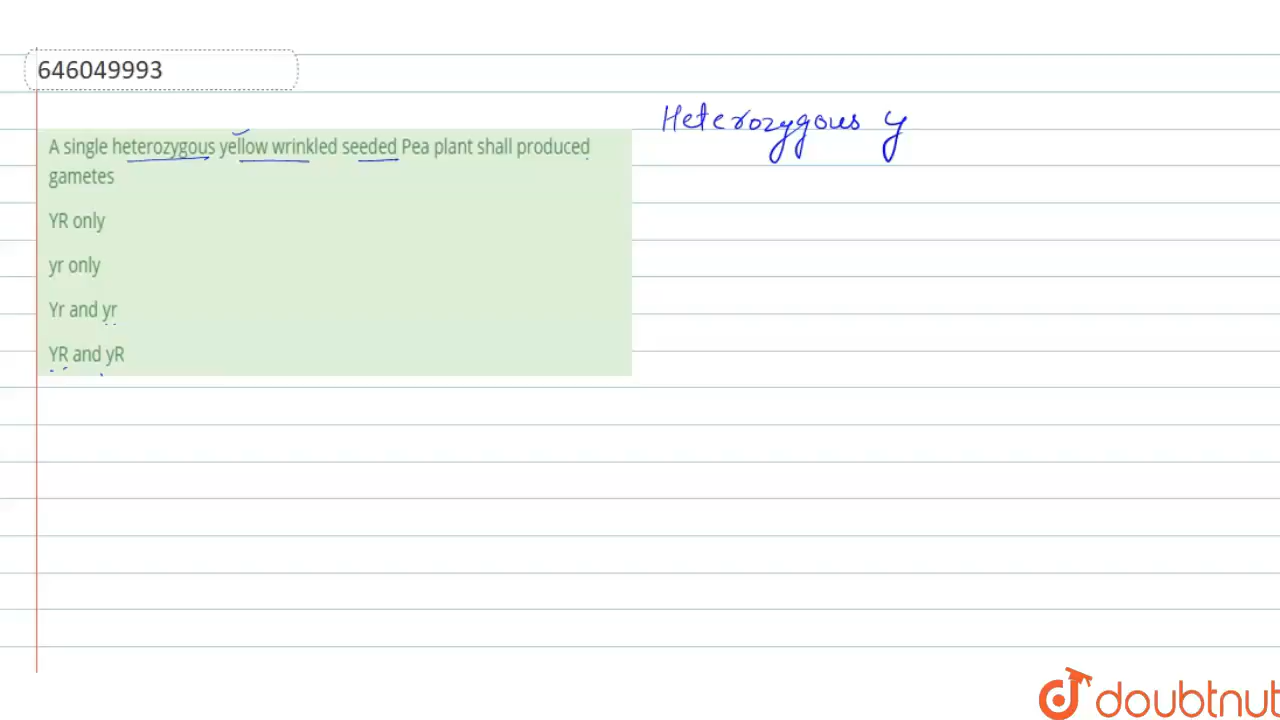 646049993
Heterozygous y
A single heterozygous yellow wrinkled seeded Pea plant shall produced
gametes
YR only
yr only
Yr and yr
YR and yR
doubtnut